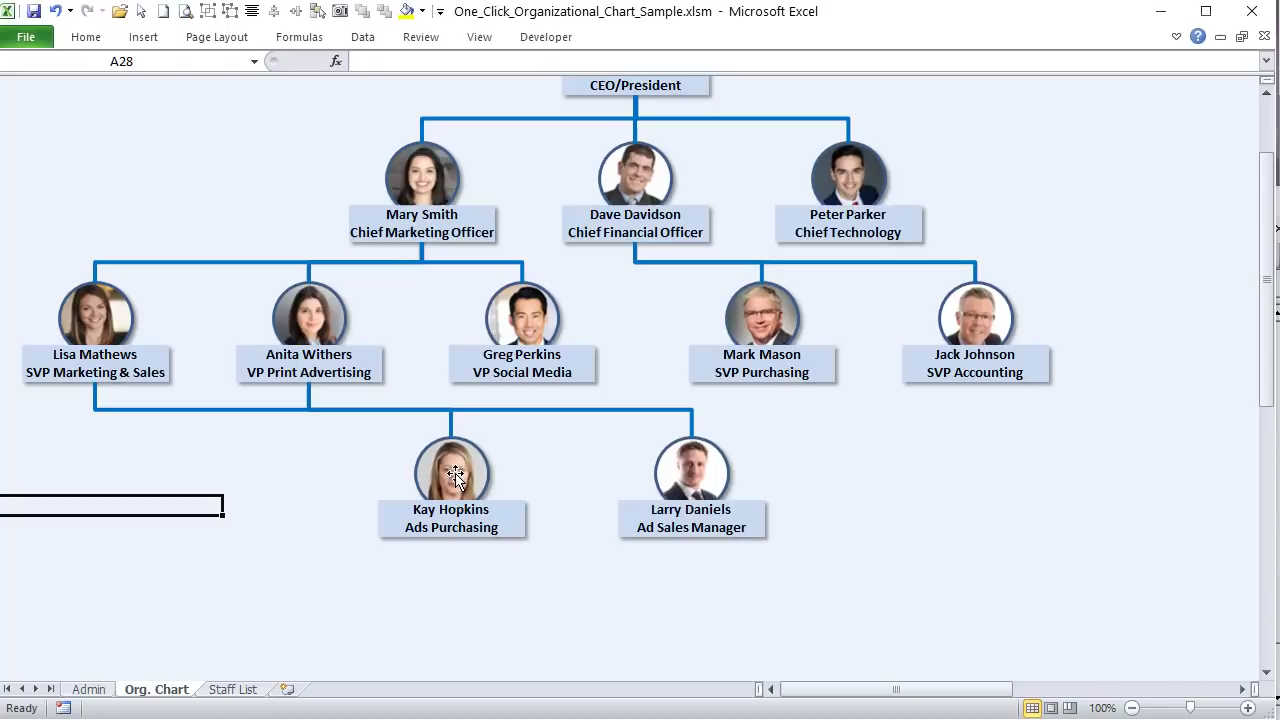 One_Click_Organizational_Chart_Sample.xlsm - Microsoft Excel
File Home Insert Page Layout Formulas Data Review View Developer
A28 fx
CEO/President
Mary Smith
Chief Marketing Officer
Dave Davidson
Chief Financial Officer
Peter Parker
Chief Technology
Lisa Mathews
SVP Marketing & Sales
Anita Withers
VP Print Advertising
Greg Perkins
VP Social Media
Mark Mason
SVP Purchasing
Jack Johnson
SVP Accounting
Kay Hopkins
Ads Purchasing
Larry Daniels
Ad Sales Manager
Admin Org. Chart Staff List
Ready 100%